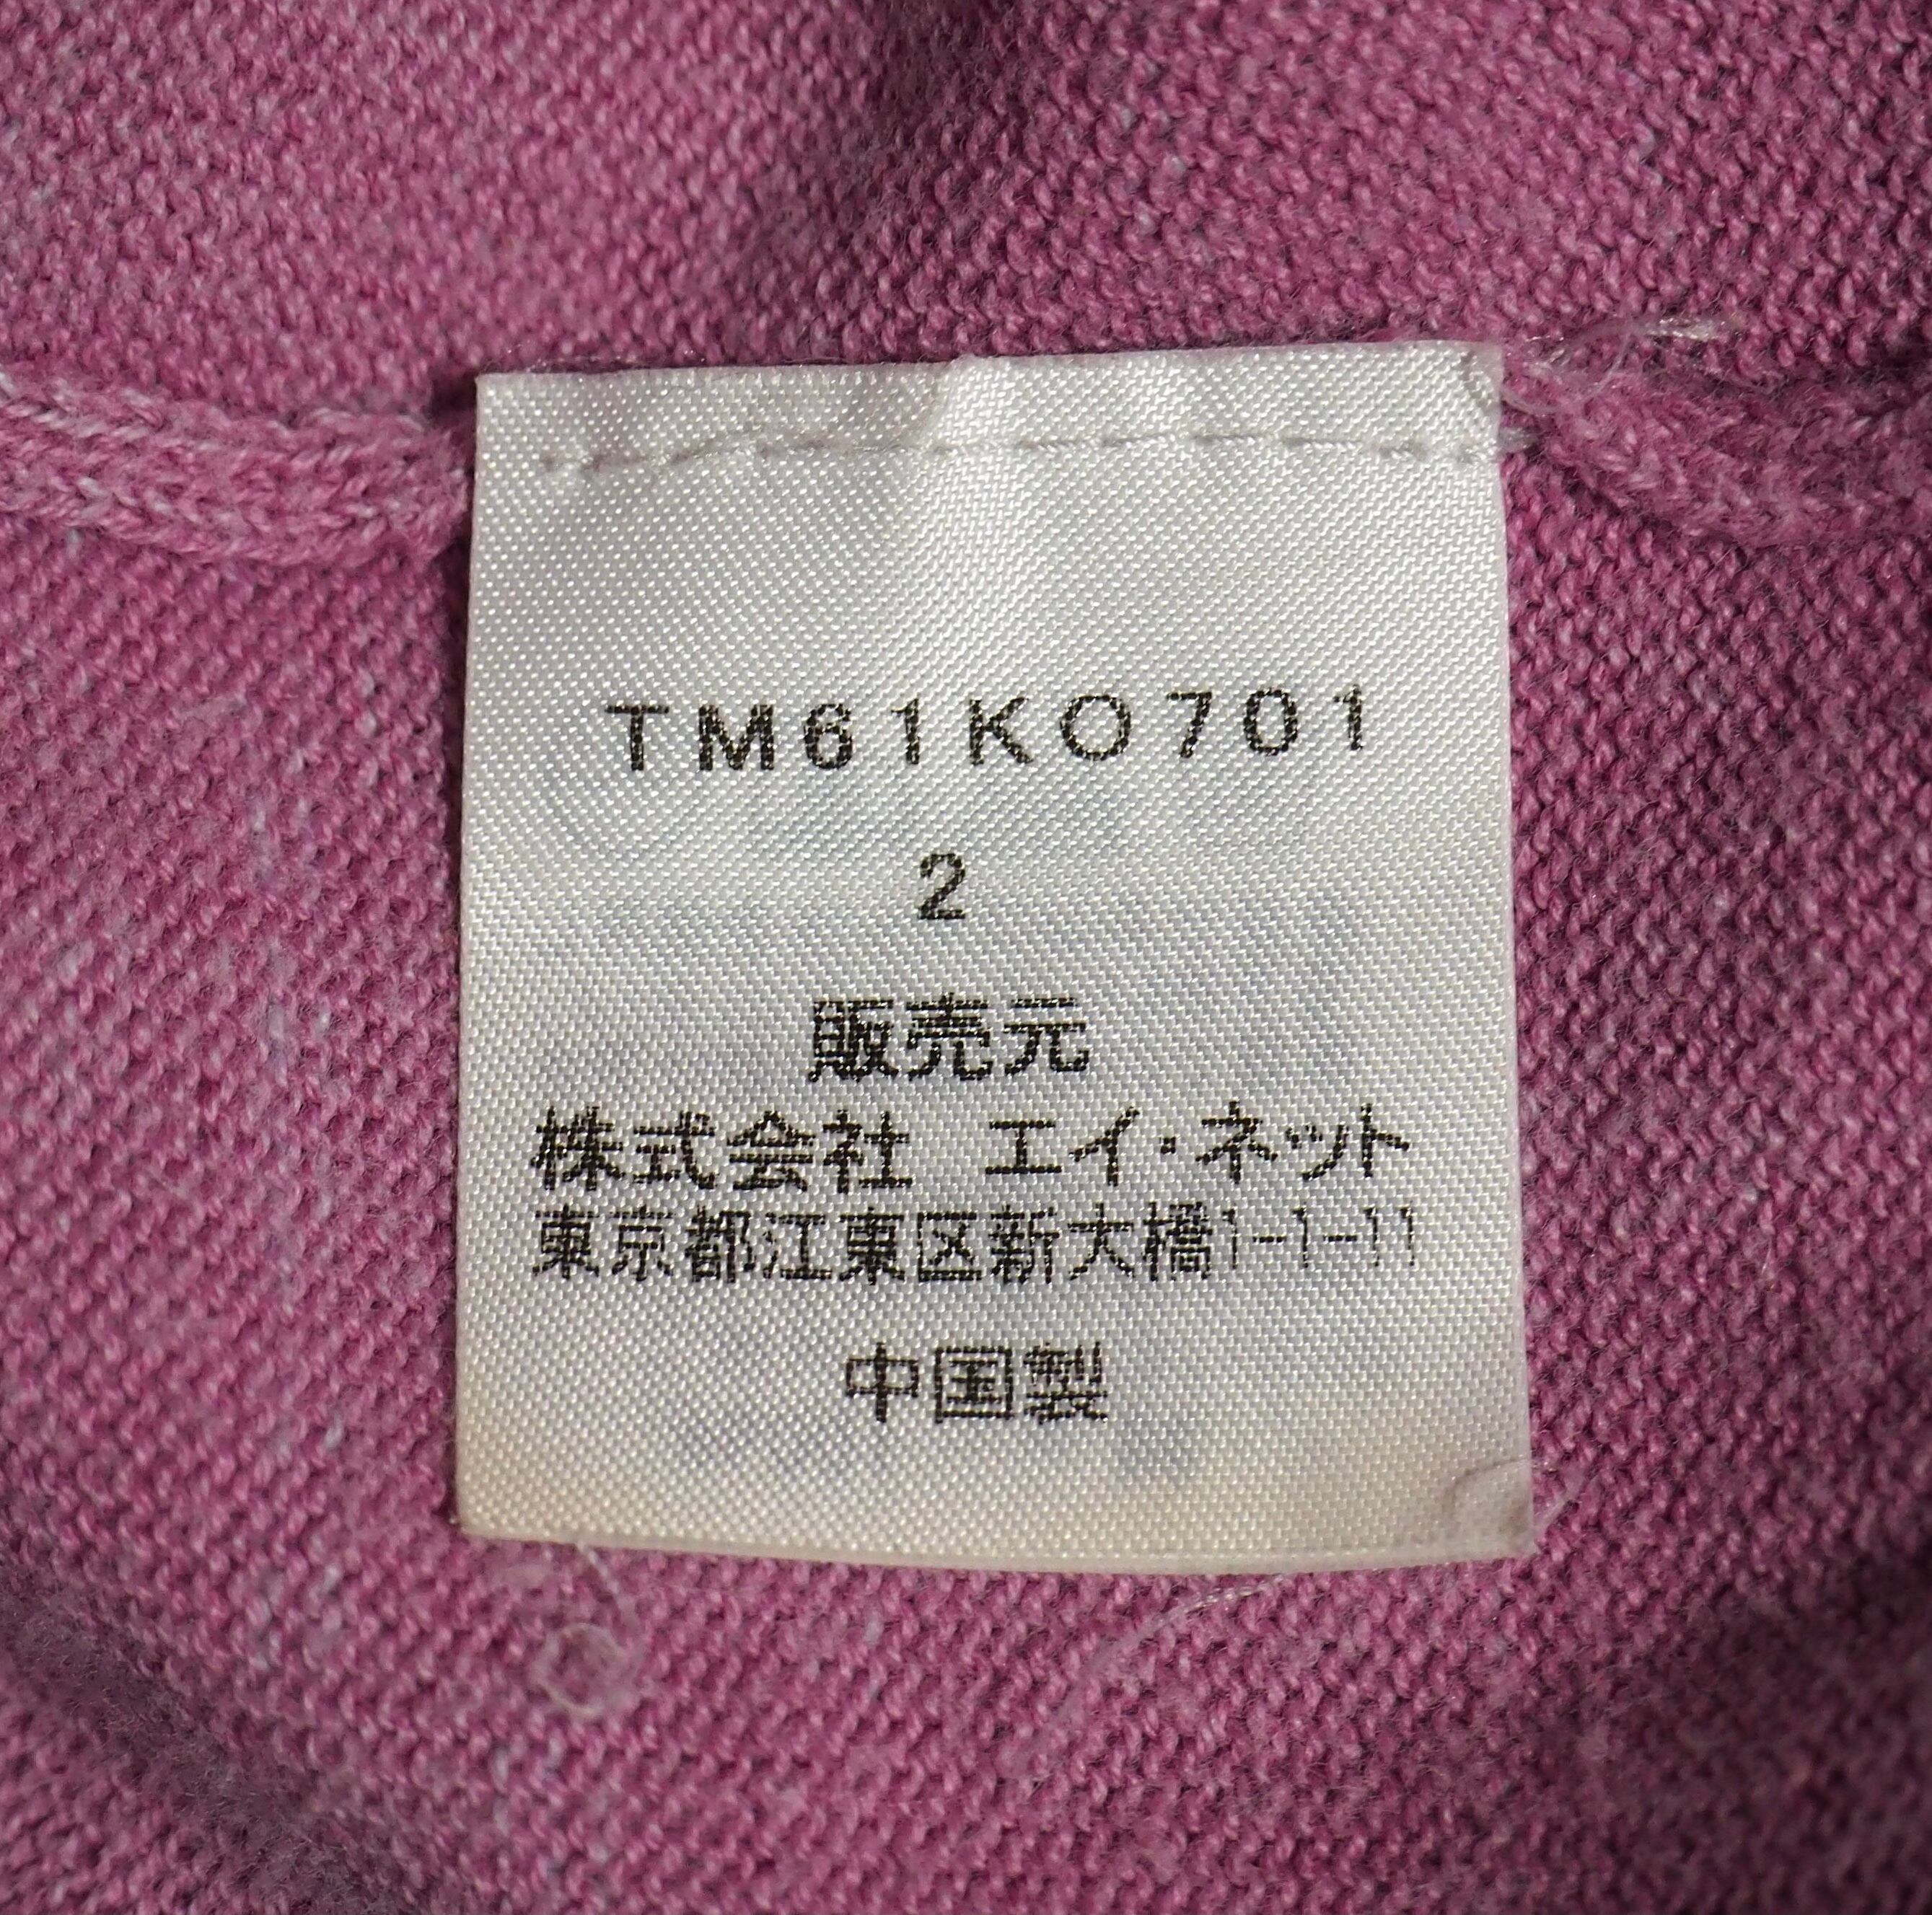 TM61KO701
2
販売元
株式会社 エイ・ネット
東京都江東区新大橋1-1-11
中国製